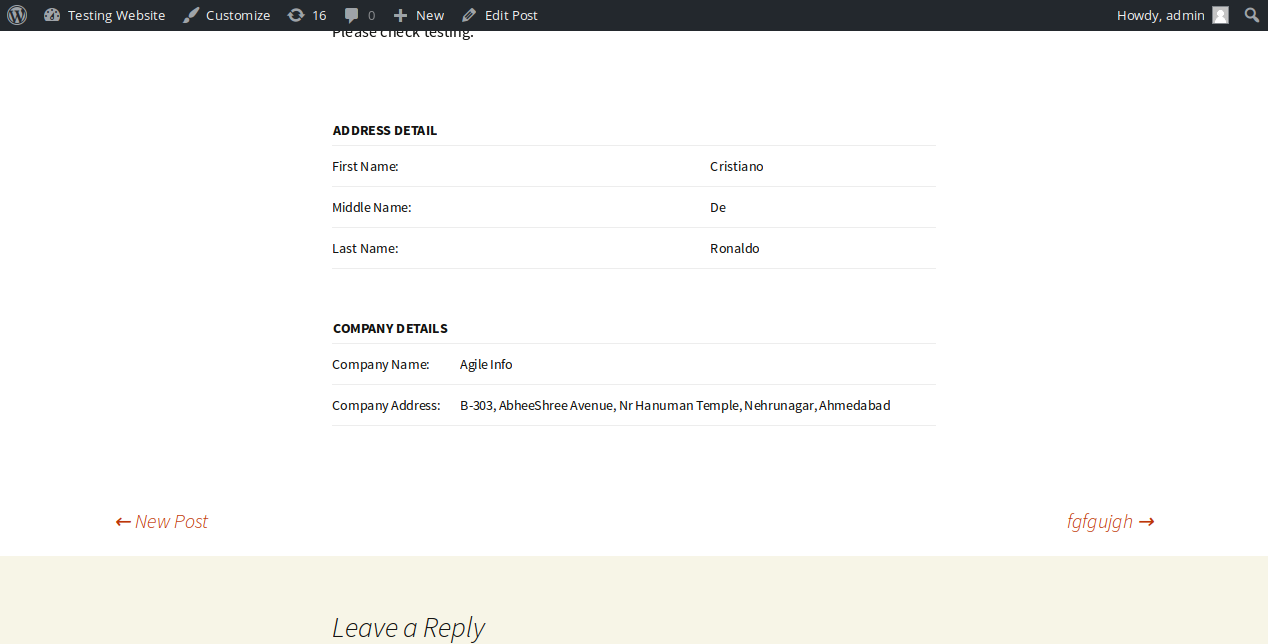 Testing Website Customize 16 0 New Edit Post Howdy, admin
Please check testing.
ADDRESS DETAIL
First Name: Cristiano
Middle Name: De
Last Name: Ronaldo
COMPANY DETAILS
Company Name: Agile Info
Company Address: B-303, AbheeShree Avenue, Nr Hanuman Temple, Nehrunagar, Ahmedabad
← New Post fgfgujgh →
Leave a Reply